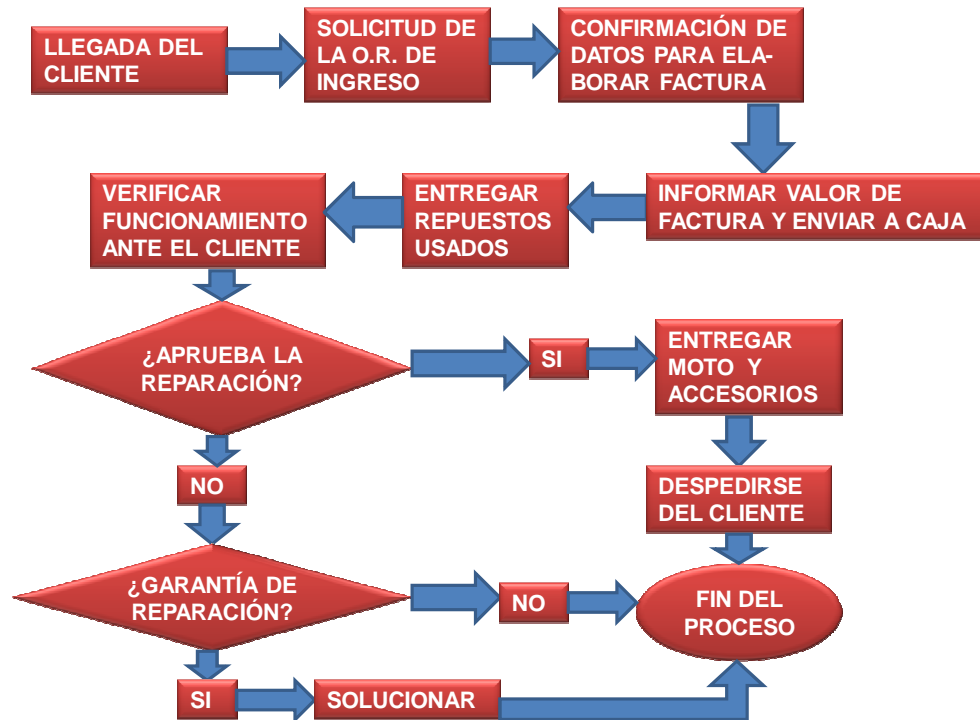 LLEGADA DEL
CLIENTE
SOLICITUD DE
LA O.R. DE
INGRESO
CONFIRMACIÓN DE
DATOS PARA ELA-
BORAR FACTURA
INFORMAR VALOR DE
FACTURA Y ENVIAR A CAJA
ENTREGAR
REPUESTOS
USADOS
VERIFICAR
FUNCIONAMIENTO
ANTE EL CLIENTE
¿APRUEBA LA
REPARACIÓN?
SI
ENTREGAR
MOTO Y
ACCESORIOS
DESPEDIRSE
DEL CLIENTE
NO
¿GARANTÍA DE
REPARACIÓN?
NO
FIN DEL
PROCESO
SI
SOLUCIONAR